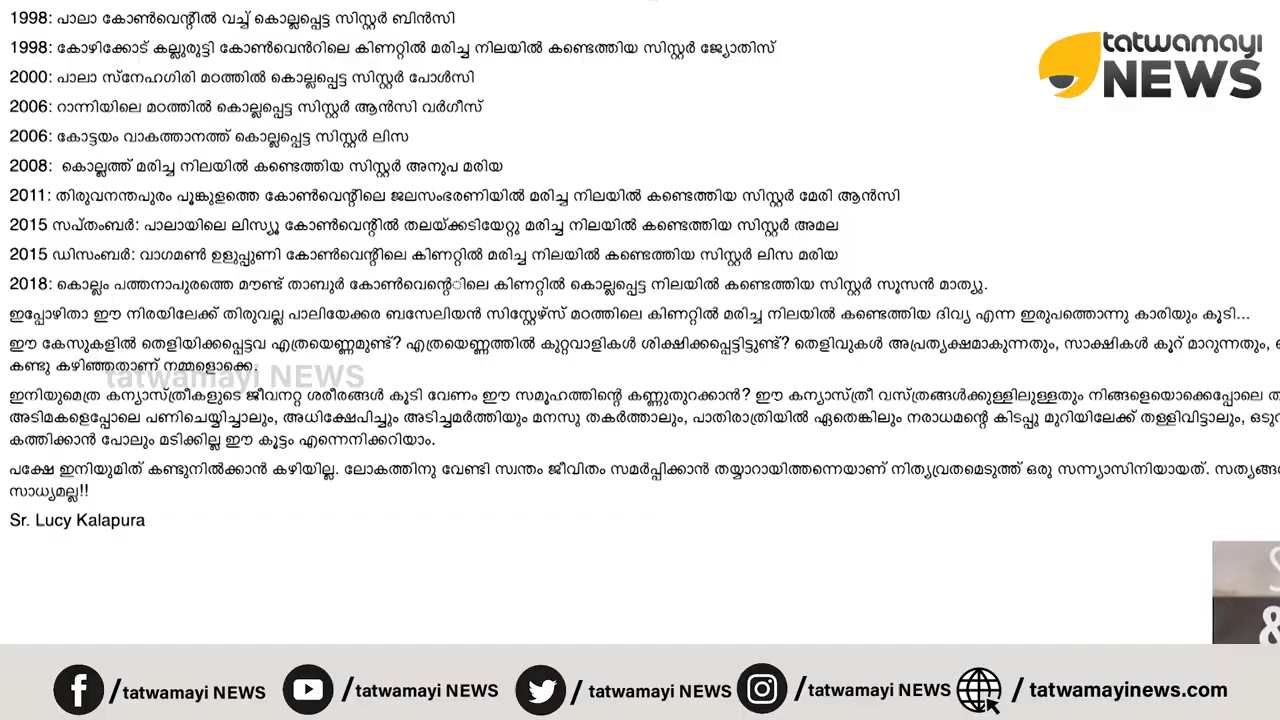 1998: പാലാ കോൺവെന്റിൽ വച്ച് കൊല്ലപ്പെട്ട സിസ്റ്റർ ബിൻസി
tatwamayi
NEWS
1998: കോഴിക്കോട് കല്ലുരുട്ടി കോൺവെൻറിലെ കിണറ്റിൽ മരിച്ച നിലയിൽ കണ്ടെത്തിയ സിസ്റ്റർ ജ്യോതിസ്
2000: പാലാ സ്നേഹഗിരി മഠത്തിൽ കൊല്ലപ്പെട്ട സിസ്റ്റർ പോൾസി
2006: റാന്നിയിലെ മഠത്തിൽ കൊല്ലപ്പെട്ട സിസ്റ്റർ ആൻസി വർഗീസ്
2006: കോട്ടയം വാകത്താനത്ത് കൊല്ലപ്പെട്ട സിസ്റ്റർ ലിസ
2008: കൊല്ലത്ത് മരിച്ച നിലയിൽ കണ്ടെത്തിയ സിസ്റ്റർ അനുപ മരിയ
2011: തിരുവനന്തപുരം പൂങ്കുളത്തെ കോൺവെന്റിലെ ജലസംഭരണിയിൽ മരിച്ച നിലയിൽ കണ്ടെത്തിയ സിസ്റ്റർ മേരി ആൻസി
2015 സപ്തംബർ: പാലായിലെ ലിസ്യൂ കോൺവെന്റിൽ തലയ്ക്കടിയേറ്റു മരിച്ച നിലയിൽ കണ്ടെത്തിയ സിസ്റ്റർ അമല
2015 ഡിസംബർ: വാഗമൺ ഉളുപ്പുണി കോൺവെന്റിലെ കിണറ്റിൽ മരിച്ച നിലയിൽ കണ്ടെത്തിയ സിസ്റ്റർ ലിസ മരിയ
2018: കൊല്ലം പത്തനാപുരത്തെ മൗണ്ട് താബുർ കോൺവെന്റെിലെ കിണറ്റിൽ കൊല്ലപ്പെട്ട നിലയിൽ കണ്ടെത്തിയ സിസ്റ്റർ സൂസൻ മാത്യു.
ഇപ്പോഴിതാ ഈ നിരയിലേക്ക് തിരുവല്ല പാലിയേക്കര ബസേലിയൻ സിസ്റ്റേഴ്സ് മഠത്തിലെ കിണറ്റിൽ മരിച്ച നിലയിൽ കണ്ടെത്തിയ ദിവ്യ എന്ന ഇരുപത്തൊന്നു കാരിയും കൂടി...
ഈ കേസുകളിൽ തെളിയിക്കപ്പെട്ടവ എത്രയെണ്ണമുണ്ട്? എത്രയെണ്ണത്തിൽ കുറ്റവാളികൾ ശിക്ഷിക്കപ്പെട്ടിട്ടുണ്ട്? തെളിവുകൾ അപ്രത്യക്ഷമാകുന്നതും, സാക്ഷികൾ കൂറ് മാറുന്നതും,
കണ്ടു കഴിഞ്ഞതാണ് നമ്മളൊക്കെ.
tatwamayi NEWS
ഇനിയുമെത്ര കന്യാസ്ത്രീകളുടെ ജീവനറ്റ ശരീരങ്ങൾ കൂടി വേണം ഈ സമൂഹത്തിന്റെ കണ്ണുതുറക്കാൻ? ഈ കന്യാസ്ത്രീ വസ്ത്രങ്ങൾക്കുള്ളിലുള്ളതും നിങ്ങളെയൊക്കെപ്പോലെ
അടിമകളെപ്പോലെ പണിചെയ്യിച്ചാലും, അധിക്ഷേപിച്ചും അടിച്ചമർത്തിയും മനസു തകർത്താലും, പാതിരാത്രിയിൽ ഏതെങ്കിലും നരാധമന്റെ കിടപ്പു മുറിയിലേക്ക് തള്ളിവിട്ടാലും,
കത്തിക്കാൻ പോലും മടിക്കില്ല ഈ കൂട്ടം എന്നെനിക്കറിയാം.
പക്ഷേ ഇനിയുമിത് കണ്ടുനിൽക്കാൻ കഴിയില്ല. ലോകത്തിനു വേണ്ടി സ്വന്തം ജീവിതം സമർപ്പിക്കാൻ തയ്യാറായിത്തന്നെയാണ് നിത്യവ്രതമെടുത്ത് ഒരു സന്ന്യാസിനിയായത്.
സാധ്യമല്ല!!
Sr. Lucy Kalapura
&
/tatwamayi NEWS /tatwamayi NEWS / tatwamayi NEWS /tatwamayi NEWS / tatwamayinews.com